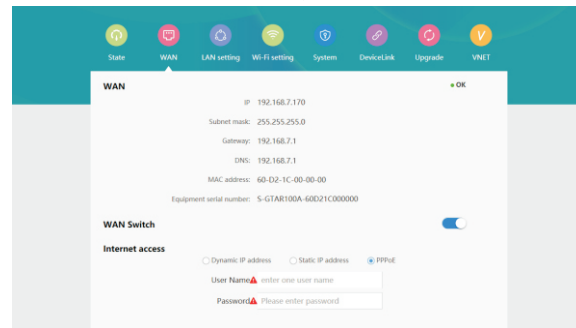 State WAN LAN setting Wi-Fi setting System DeviceLink Upgrade VNET
WAN OK
IP 192.168.7.170
Subnet mask: 255.255.255.0
Gateway: 192.168.7.1
DNS: 192.168.7.1
MAC address: 60-D2-1C-00-00-00
Equipment serial number: S-GTAR100A-60D21C000000
WAN Switch
Internet access
Dynamic IP address Static IP address PPPoE
User Name enter one user name
Password Please enter password